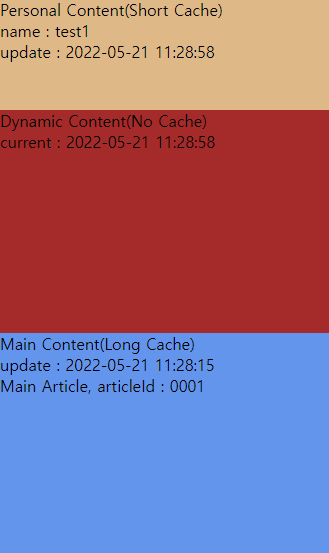 Personal Content(Short Cache)
name : test1
update : 2022-05-21 11:28:58
Dynamic Content(No Cache)
current : 2022-05-21 11:28:58
Main Content(Long Cache)
update : 2022-05-21 11:28:15
Main Article, articleId : 0001